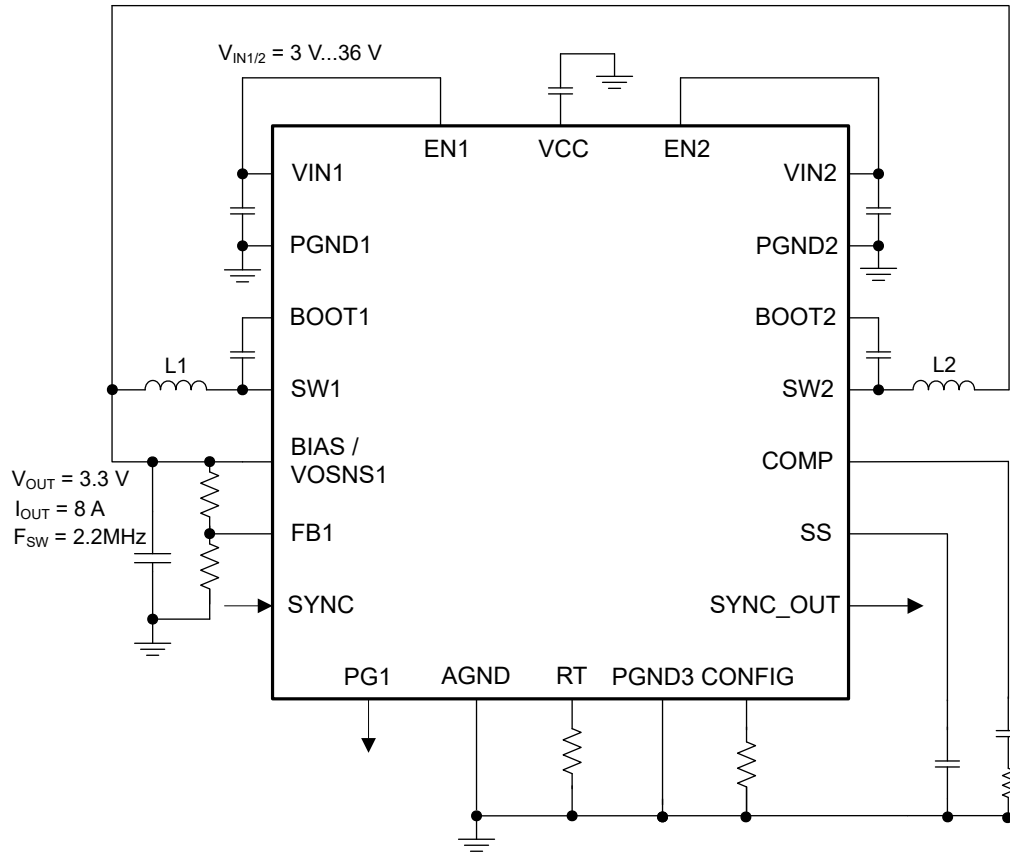 V_IN1/2 = 3 V...36 V
EN1
VCC
EN2
VIN1
VIN2
PGND1
PGND2
BOOT1
BOOT2
L1
L2
SW1
SW2
BIAS /
VOSNS1
COMP
V_OUT = 3.3 V
I_OUT = 8 A
F_SW = 2.2MHz
FB1
SS
SYNC
SYNC_OUT
PG1
AGND
RT
PGND3
CONFIG